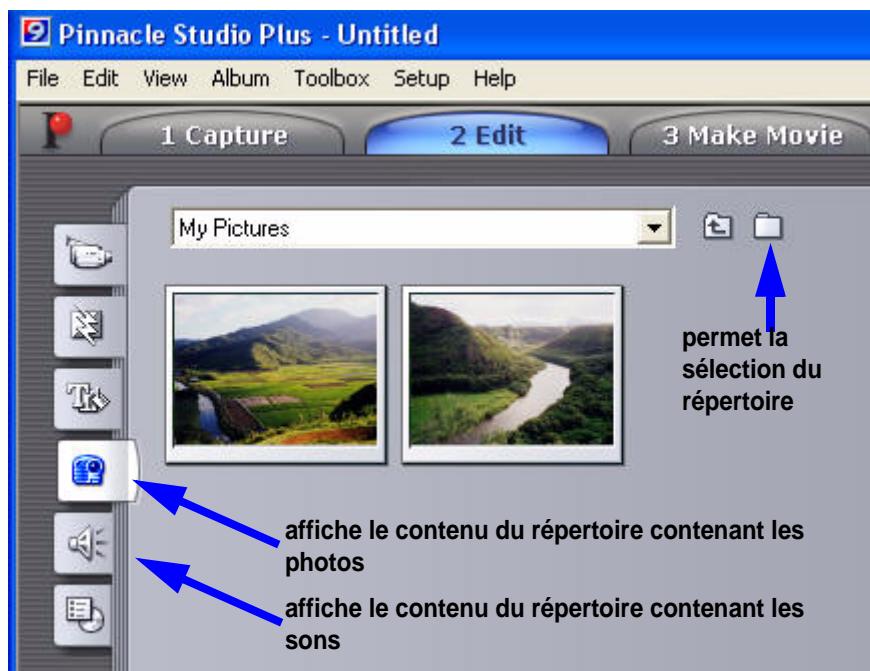 9 Pinnacle Studio Plus - Untitled
File Edit View Album Toolbox Setup Help
1 Capture 2 Edit 3 Make Movie
My Pictures
permet la
sélection du
répertoire
affiche le contenu du répertoire contenant les
photos
affiche le contenu du répertoire contenant les
sons